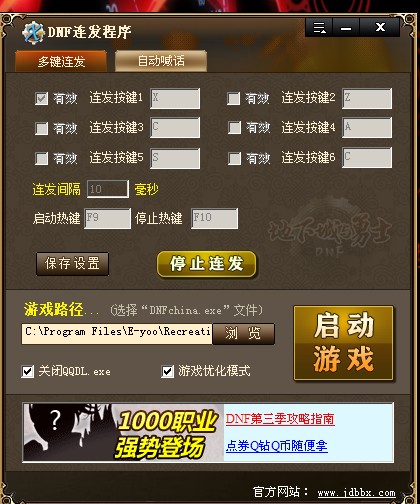 DNF连发程序
多键连发 自动喊话
有效 连发按键1 X 有效 连发按键2 Z
有效 连发按键3 C 有效 连发按键4 A
有效 连发按键5 S 有效 连发按键6 C
连发间隔 10 毫秒
启动热键 F9 停止热键 F10
地下城与勇士
DNF
保存设置 停止连发
游戏路径... (选择“DNFchina.exe”文件)
C:\Program Files\E-yoo\Recreati 浏览
启动
游戏
关闭QQDL.exe 游戏优化模式
?
1000职业
强势登场
DNF第三季攻略指南
点券Q钻Q币随便拿
官方网站: www.jdbbx.com